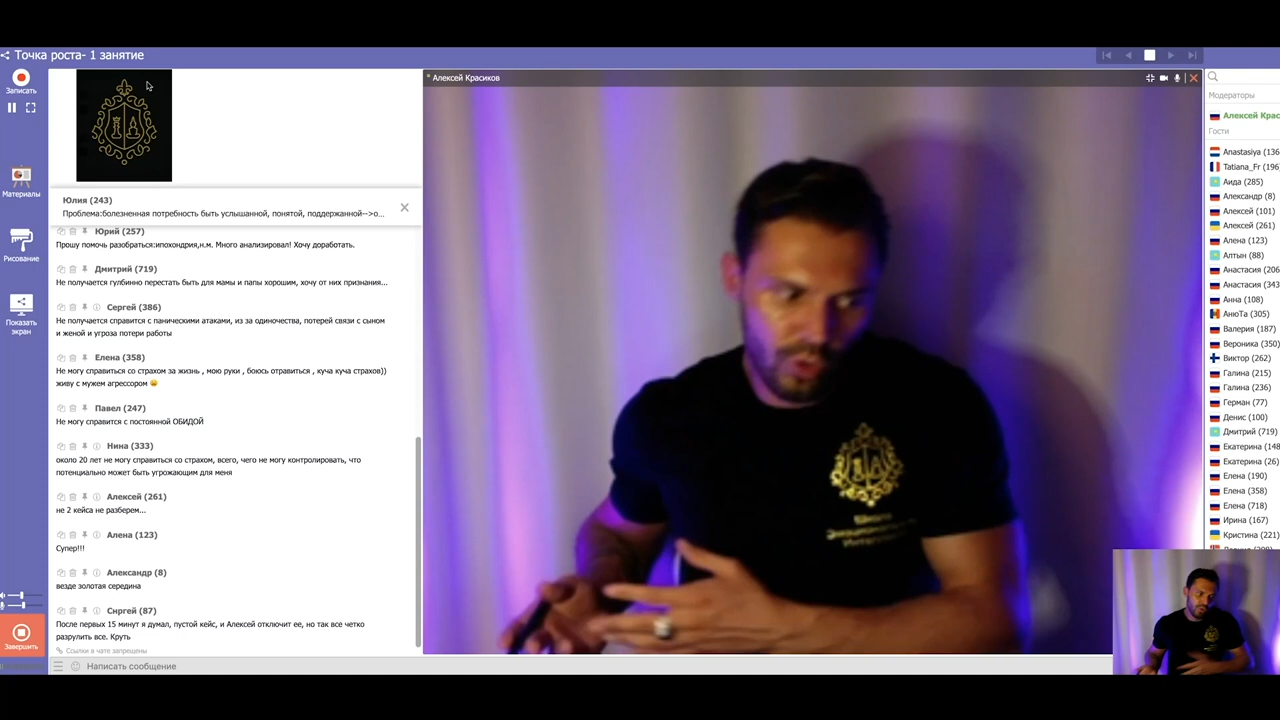 Точка роста- 1 занятие
Записать
Материалы
Рисование
Показать
экран
Завершить
Юлия (243)
Проблема:болезненная потребность быть услышанной, понятой, поддержанной-->о...
Юрий (257)
Прошу помочь разобраться:ипохондрия,н.м. Много анализировал! Хочу доработать.
Дмитрий (719)
Не получается гулбинно перестать быть для мамы и папы хорошим, хочу от них признания...
Сергей (386)
Не получается справится с паническими атаками, из за одиночества, потерей связи с сыном
и женой и угроза потери работы
Елена (358)
Не могу справиться со страхом за жизнь , мою руки , боюсь отравиться , куча куча страхов))
живу с мужем агрессором
Павел (247)
Не могу справится с постоянной ОБИДОЙ
Нина (333)
около 20 лет не могу справиться со страхом, всего, чего не могу контролировать, что
потенциально может быть угрожающим для меня
Алексей (261)
не 2 кейса не разберем...
Алена (123)
Супер!!!
Александр (8)
везде золотая середина
Снргей (87)
После первых 15 минут я думал, пустой кейс, и Алексей отключит ее, но так все четко
разрулить все. Круть
Ссылки в чате запрещены
Написать сообщение
Алексей Красиков
Модераторы
Алексей Крас
Гости
Anastasiya (136
Tatiana_Fr (196
Аида (285)
Александр (8)
Алексей (101)
Алексей (261)
Алена (123)
Алтын (88)
Анастасия (206
Анастасия (343
Анна (108)
АнюТа (305)
Валерия (187)
Вероника (350)
Виктор (262)
Галина (215)
Галина (236)
Герман (77)
Денис (100)
Дмитрий (719)
Екатерина (148
Екатерина (26)
Елена (190)
Елена (358)
Елена (718)
Ирина (167)
Кристина (221)